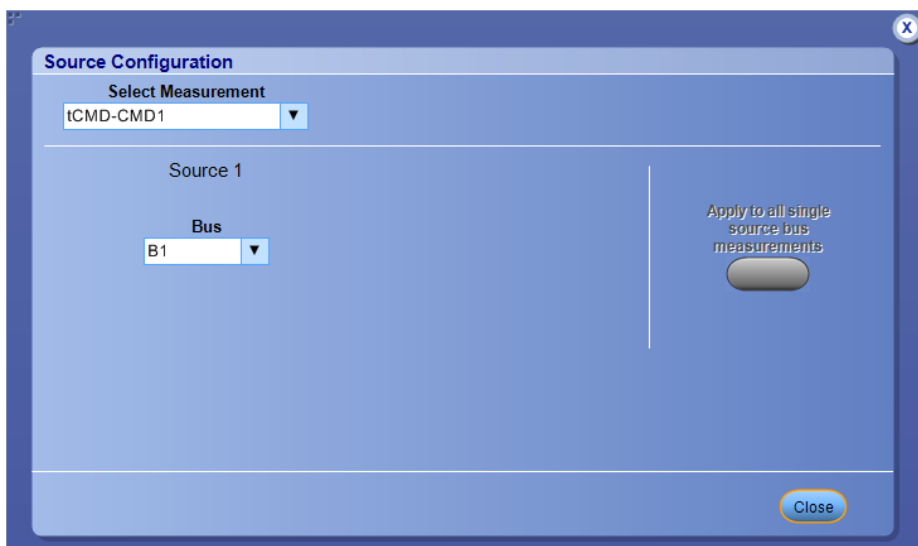 X
Source Configuration
Select Measurement
tCMD-CMD1
Source 1
Bus
B1
Apply to all single
source bus
measurements
Close